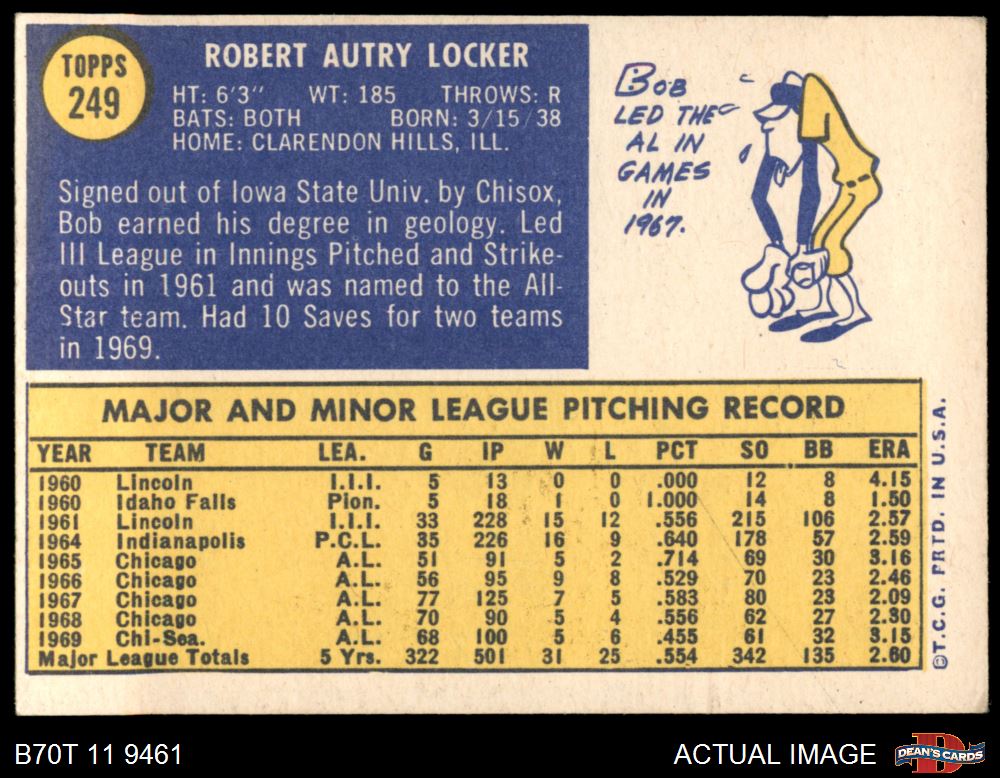 TOPPS
249
ROBERT AUTRY LOCKER
HT: 6'3" WT: 185 THROWS: R
BATS: BOTH BORN: 3/15/38
HOME: CLARENDON HILLS, ILL.
Signed out of Iowa State Univ. by Chisox,
Bob earned his degree in geology. Led
III League in Innings Pitched and Strike-
outs in 1961 and was named to the All-
Star team. Had 10 Saves for two teams
in 1969.
BOB
LED THE
AL IN
GAMES
IN
1967.
MAJOR AND MINOR LEAGUE PITCHING RECORD
YEAR TEAM LEA. G IP W L PCT SO BB ERA
1960 Lincoln I.I.I. 5 13 0 0 .000 12 8 4.15
1960 Idaho Falls Pion. 5 18 1 0 1.000 14 8 1.50
1961 Lincoln I.I.I. 33 228 15 12 .556 215 106 2.57
1964 Indianapolis P.C.L. 35 226 16 9 .640 178 57 2.59
1965 Chicago A.L. 51 91 5 2 .714 69 30 3.16
1966 Chicago A.L. 56 95 9 8 .529 70 23 2.46
1967 Chicago A.L. 77 125 7 5 .583 80 23 2.09
1968 Chicago A.L. 70 90 5 4 .556 62 27 2.30
1969 Chi-Sea. A.L. 68 100 5 6 .455 61 32 3.15
Major League Totals 5 Yrs. 322 501 31 25 .554 342 135 2.60
©T.C.G. PRTD. IN U.S.A.
B70T 11 9461
ACTUAL IMAGE
DEAN'S CARDS